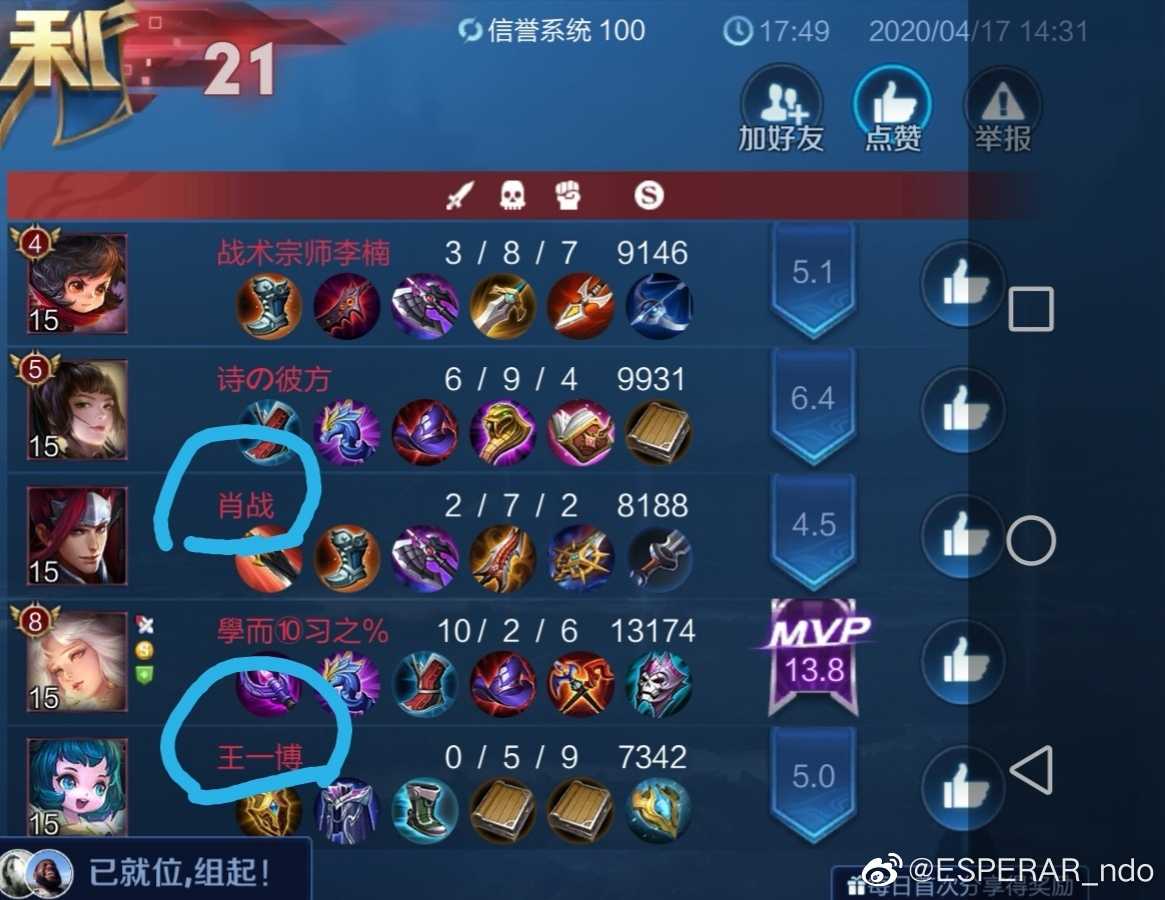 利
21
信誉系统 100
17:49
2020/04/17 14:31
加好友
点赞
举报
S
4
15
战术宗师李楠
3 / 8 / 7
9146
5.1
5
15
诗の彼方
6 / 9 / 4
9931
6.4
15
肖战
2 / 7 / 2
8188
4.5
8
15
學而⑩习之%
10/ 2 / 6
13174
MVP
13.8
15
王一博
0 / 5 / 9
7342
5.0
已就位,组起!
每日首次分享得奖励
@ESPERAR_ndo